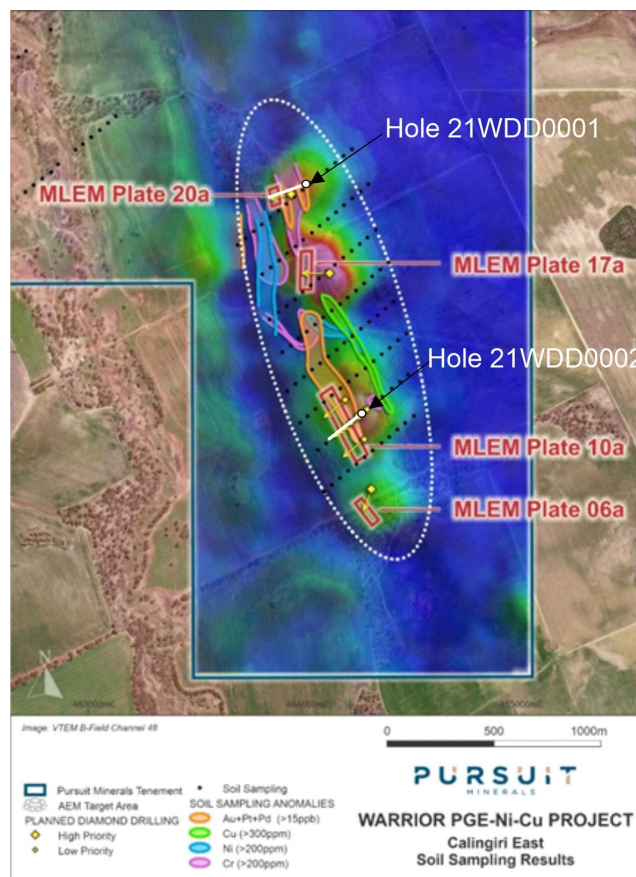 Hole 21WDD0001
MLEM Plate 20a
MLEM Plate 17a
Hole 21WDD0002
MLEM Plate 10a
MLEM Plate 06a
N
463000mE
464000mE
465000mE
Image: VTEM B-Field Channel 48
0 500 1000m
Pursuit Minerals Tenement
AEM Target Area
PLANNED DIAMOND DRILLING
High Priority
Low Priority
Soil Sampling
SOIL SAMPLING ANOMALIES
Au+Pt+Pd (>15ppb)
Cu (>300ppm)
Ni (>200ppm)
Cr (>200ppm)
PURSUIT
MINERALS
WARRIOR PGE-Ni-Cu PROJECT
Calingiri East
Soil Sampling Results